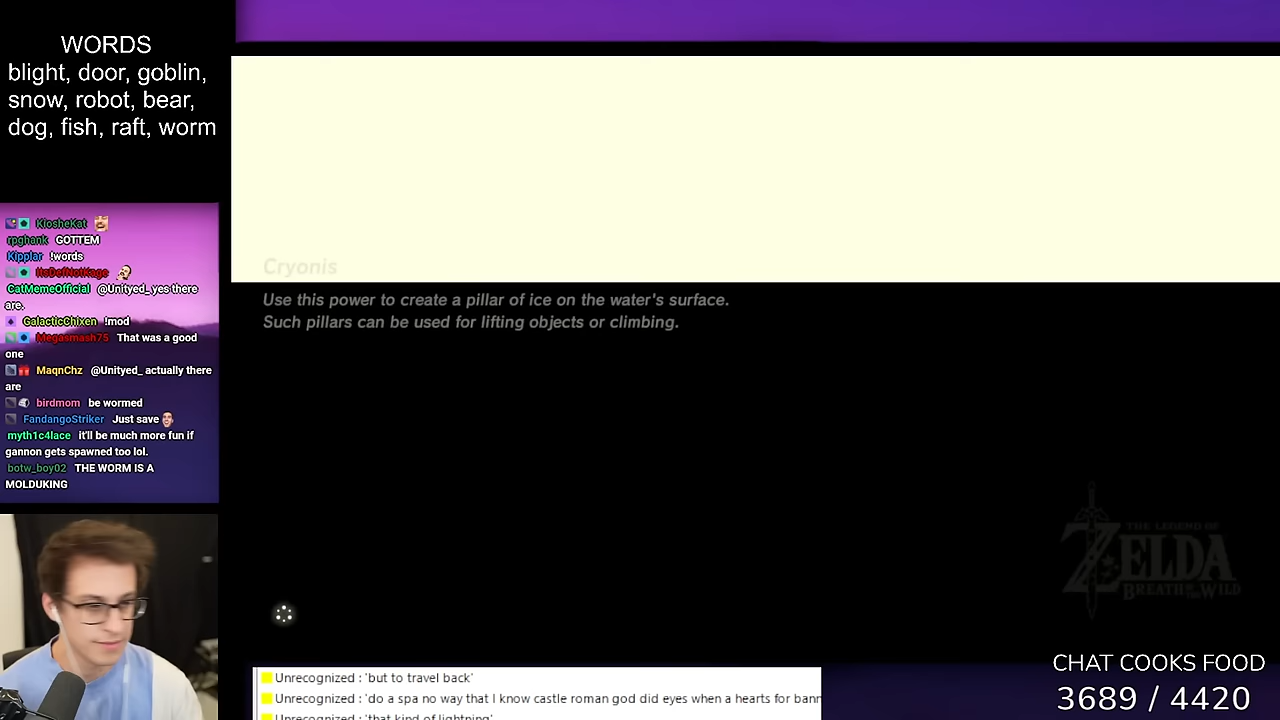 WORDS
blight, door, goblin,
snow, robot, bear,
dog, fish, raft, worm
KiosheKat
rpghank GOTTEM
Kipplar !words
ItsDefNotKage
CatMemeOfficial @Unityed_ yes there
are.
GalacticChixen !mod
Megasmash75 That was a good
one
MaqnChz @Unityed_ actually there
are
birdmom be wormed
FandangoStriker Just save
myth1c4lace it'll be much more fun if
gannon gets spawned too lol.
botw_boy02 THE WORM IS A
MOLDUKING
Cryonis
Use this power to create a pillar of ice on the water's surface.
Such pillars can be used for lifting objects or climbing.
THE LEGEND OF
ZELDA
BREATH OF THE WILD
Unrecognized : 'but to travel back'
Unrecognized : 'do a spa no way that I know castle roman god did eyes when a hearts for bann
Unrecognized : 'that kind of lightning'
CHAT COOKS FOOD
3689 / 4420